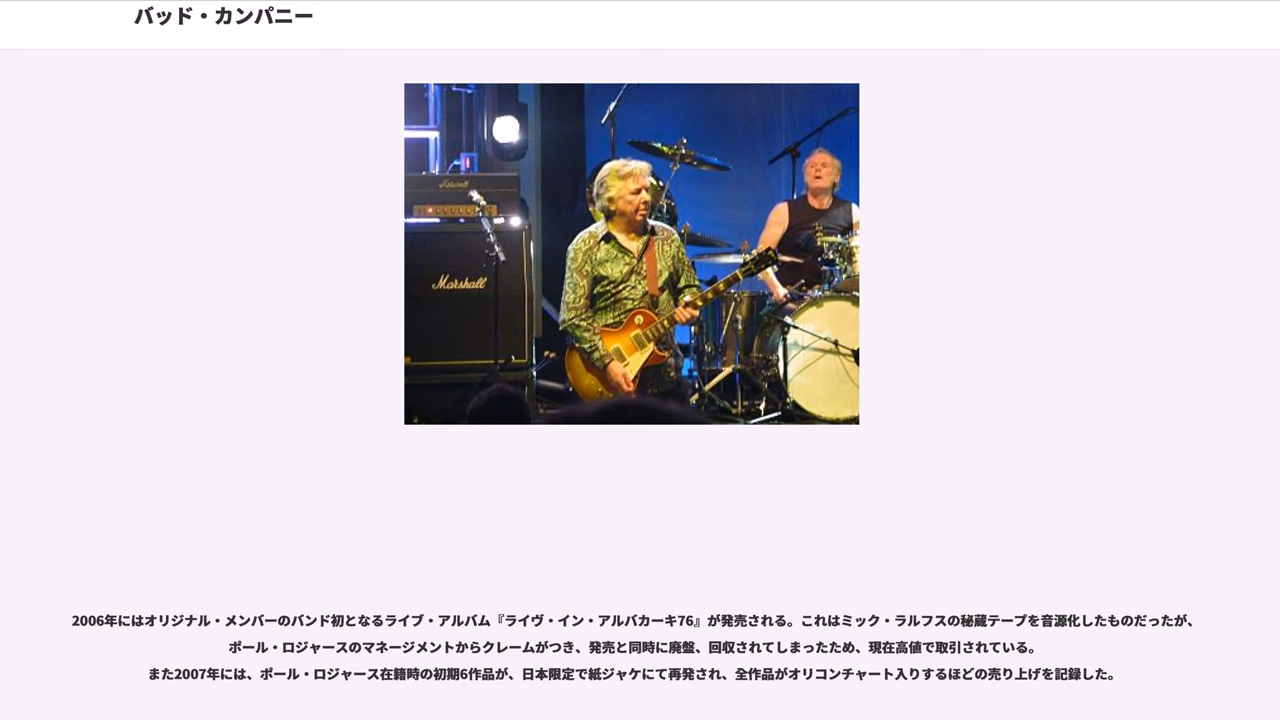 バッド・カンパニー
Marshall
Marshall
2006年にはオリジナル・メンバーのバンド初となるライブ・アルバム『ライヴ・イン・アルバカーキ76』が発売される。これはミック・ラルフスの秘蔵テープを音源化したものだったが、
ポール・ロジャースのマネージメントからクレームがつき、発売と同時に廃盤、回収されてしまったため、現在高値で取引されている。
また2007年には、ポール・ロジャース在籍時の初期6作品が、日本限定で紙ジャケにて再発され、全作品がオリコンチャート入りするほどの売り上げを記録した。